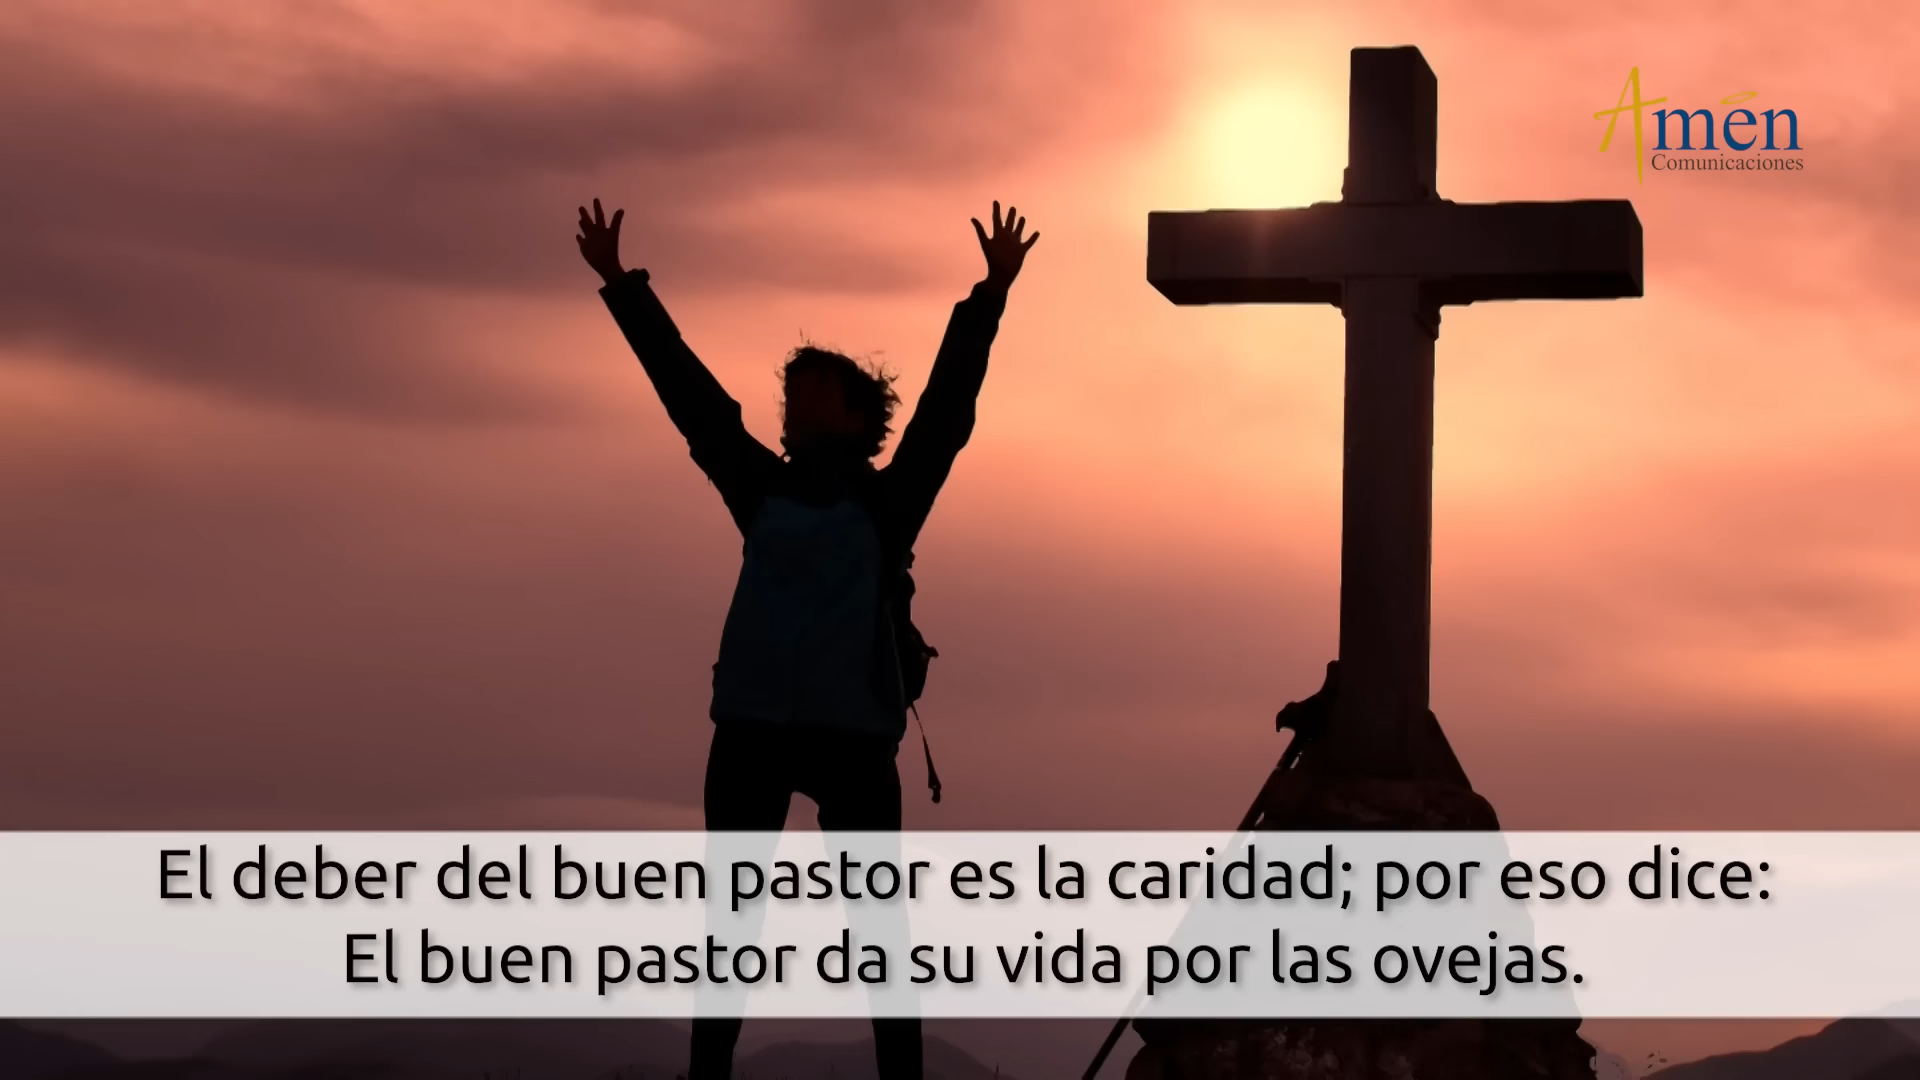 Amén
Comunicaciones
El deber del buen pastor es la caridad; por eso dice:
El buen pastor da su vida por las ovejas.